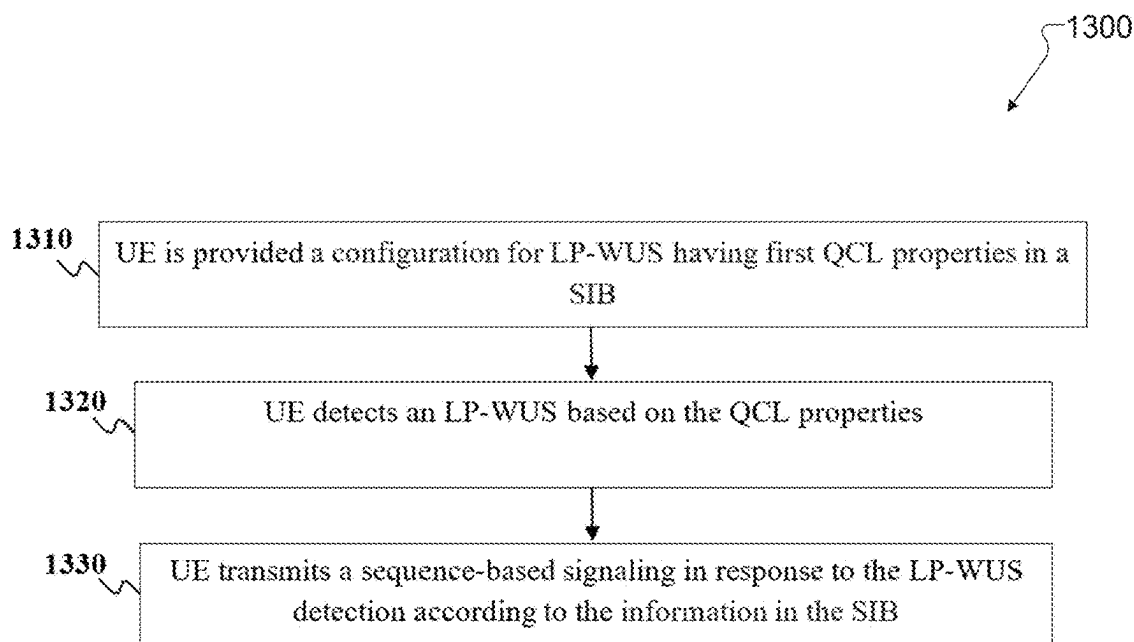 1300
1310
UE is provided a configuration for LP-WUS having first QCL properties in a
SIB
1320
UE detects an LP-WUS based on the QCL properties
1330
UE transmits a sequence-based signaling in response to the LP-WUS
detection according to the information in the SIB